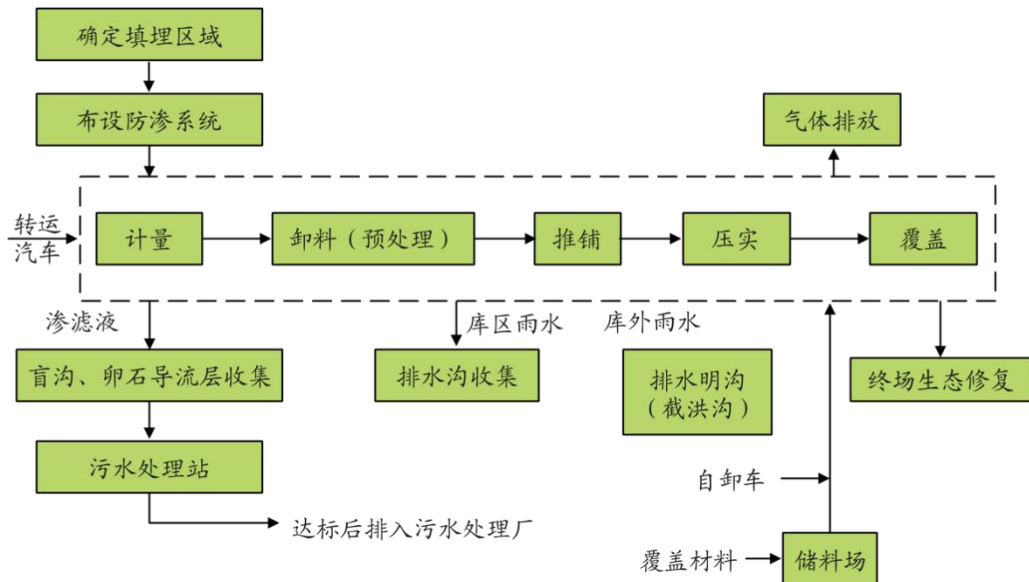 确定填埋区域
布设防渗系统
气体排放
转运
汽车
计量
卸料（预处理）
推铺
压实
覆盖
渗滤液
库区雨水
库外雨水
盲沟、卵石导流层收集
排水沟收集
排水明沟
（截洪沟）
终场生态修复
污水处理站
自卸车
达标后排入污水处理厂
覆盖材料
储料场